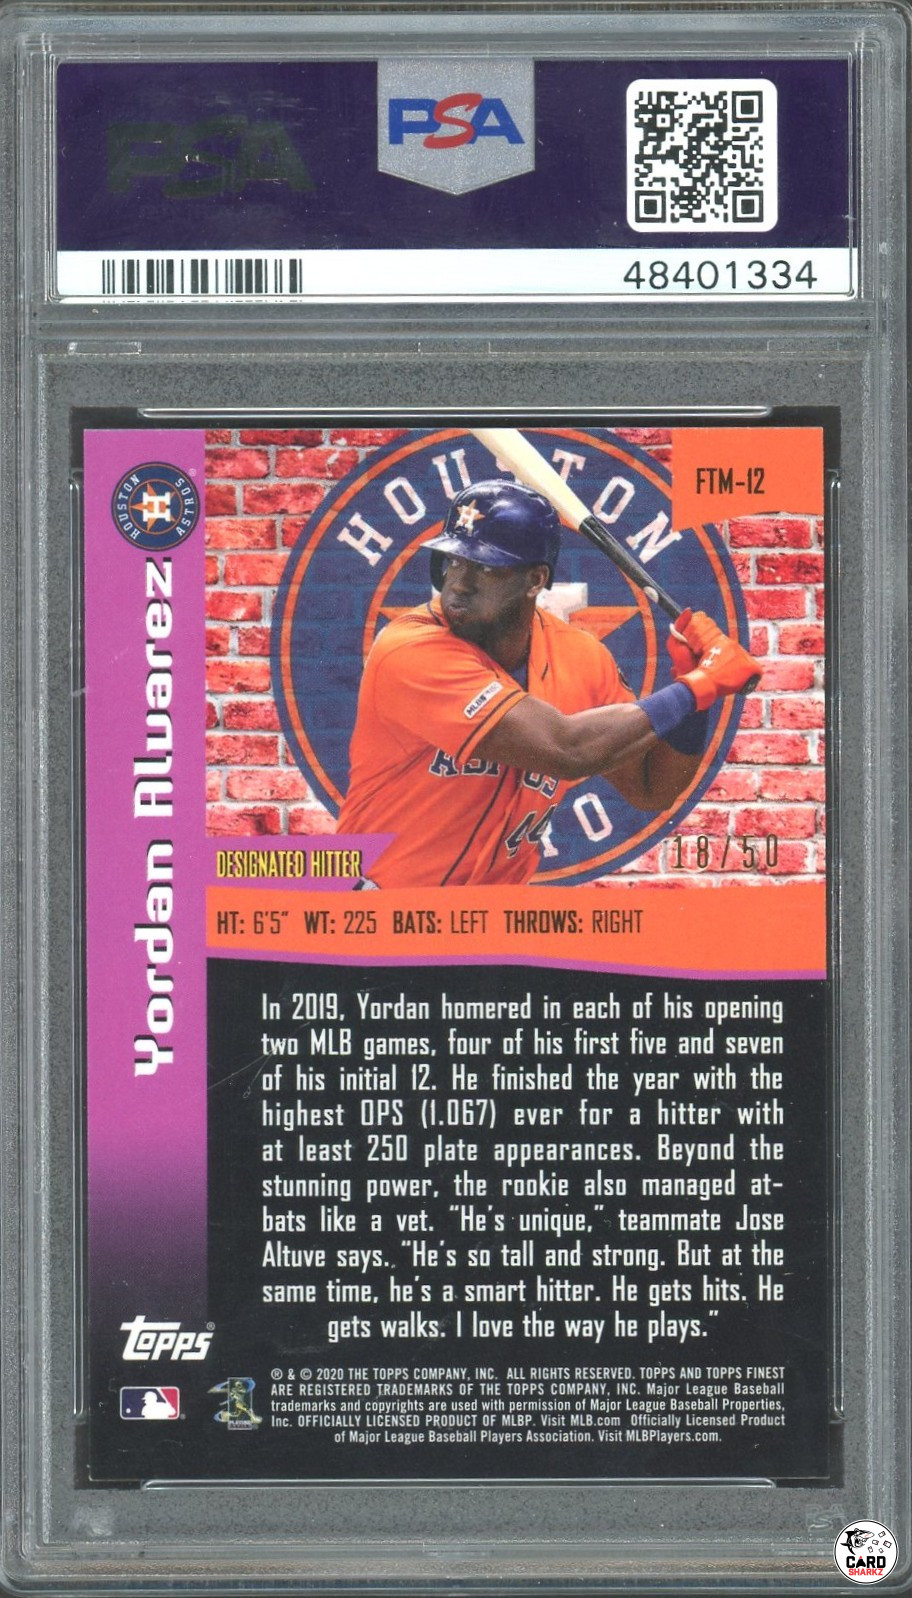 PSA
PSA
48401334
HOUSTON
ASTROS
H
Yordan Alvarez
FTM-12
HOUSTON
H
ASTROS
44
18/50
DESIGNATED HITTER
HT: 6'5" WT: 225 BATS: LEFT THROWS: RIGHT
In 2019, Yordan homered in each of his opening
two MLB games, four of his first five and seven
of his initial 12. He finished the year with the
highest OPS (1.067) ever for a hitter with
at least 250 plate appearances. Beyond the
stunning power, the rookie also managed at-
bats like a vet. "He's unique," teammate Jose
Altuve says. "He's so tall and strong. But at the
same time, he's a smart hitter. He gets hits. He
gets walks. I love the way he plays."
topps®
® & © 2020 THE TOPPS COMPANY, INC. ALL RIGHTS RESERVED. TOPPS AND TOPPS FINEST
ARE REGISTERED TRADEMARKS OF THE TOPPS COMPANY, INC. Major League Baseball
trademarks and copyrights are used with permission of Major League Baseball Properties,
Inc. OFFICIALLY LICENSED PRODUCT OF MLBP. Visit MLB.com Officially Licensed Product
of Major League Baseball Players Association. Visit MLBPlayers.com.
CARD
SHARKZ